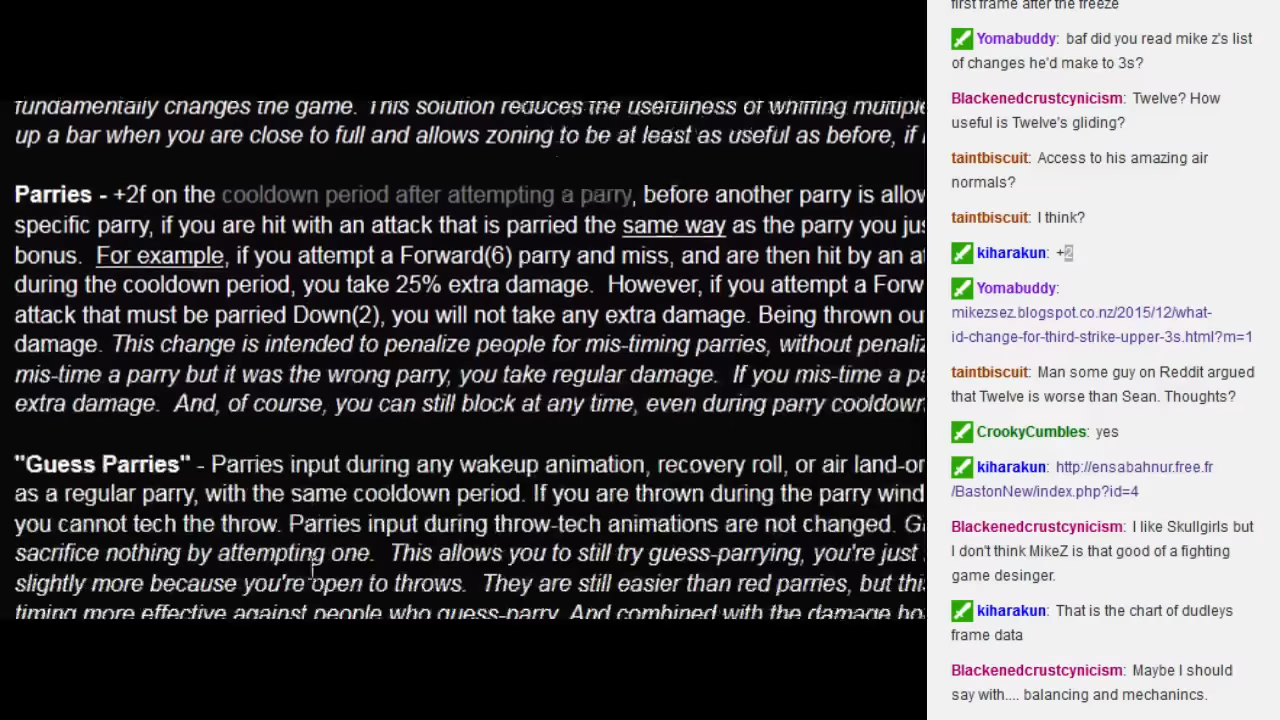 fundamentally changes the game. This solution reduces the usefulness of whiffing multiple
up a bar when you are close to full and allows zoning to be at least as useful as before, if
Parries - +2f on the cooldown period after attempting a parry, before another parry is allow
specific parry, if you are hit with an attack that is parried the same way as the parry you jus
bonus. For example, if you attempt a Forward(6) parry and miss, and are then hit by an at
during the cooldown period, you take 25% extra damage. However, if you attempt a Forw
attack that must be parried Down(2), you will not take any extra damage. Being thrown ou
damage. This change is intended to penalize people for mis-timing parries, without penaliz
mis-time a parry but it was the wrong parry, you take regular damage. If you mis-time a pa
extra damage. And, of course, you can still block at any time, even during parry cooldown
"Guess Parries" - Parries input during any wakeup animation, recovery roll, or air land-or
as a regular parry, with the same cooldown period. If you are thrown during the parry wind
you cannot tech the throw. Parries input during throw-tech animations are not changed. G
sacrifice nothing by attempting one. This allows you to still try guess-parrying, you're just
slightly more because you're open to throws. They are still easier than red parries, but thi
timing more effective against people who guess-parry. And combined with the damage bo
first frame after the freeze
Yomabuddy: baf did you read mike z's list
of changes he'd make to 3s?
Blackenedcrustcynicism: Twelve? How
useful is Twelve's gliding?
taintbiscuit: Access to his amazing air
normals?
taintbiscuit: I think?
kiharakun: +2
Yomabuddy:
mikezsez.blogspot.co.nz/2015/12/what-
id-change-for-third-strike-upper-3s.html?m=1
taintbiscuit: Man some guy on Reddit argued
that Twelve is worse than Sean. Thoughts?
CrookyCumbles: yes
kiharakun: http://ensabahnur.free.fr
/BastonNew/index.php?id=4
Blackenedcrustcynicism: I like Skullgirls but
I don't think MikeZ is that good of a fighting
game desinger.
kiharakun: That is the chart of dudleys
frame data
Blackenedcrustcynicism: Maybe I should
say with.... balancing and mechanincs.